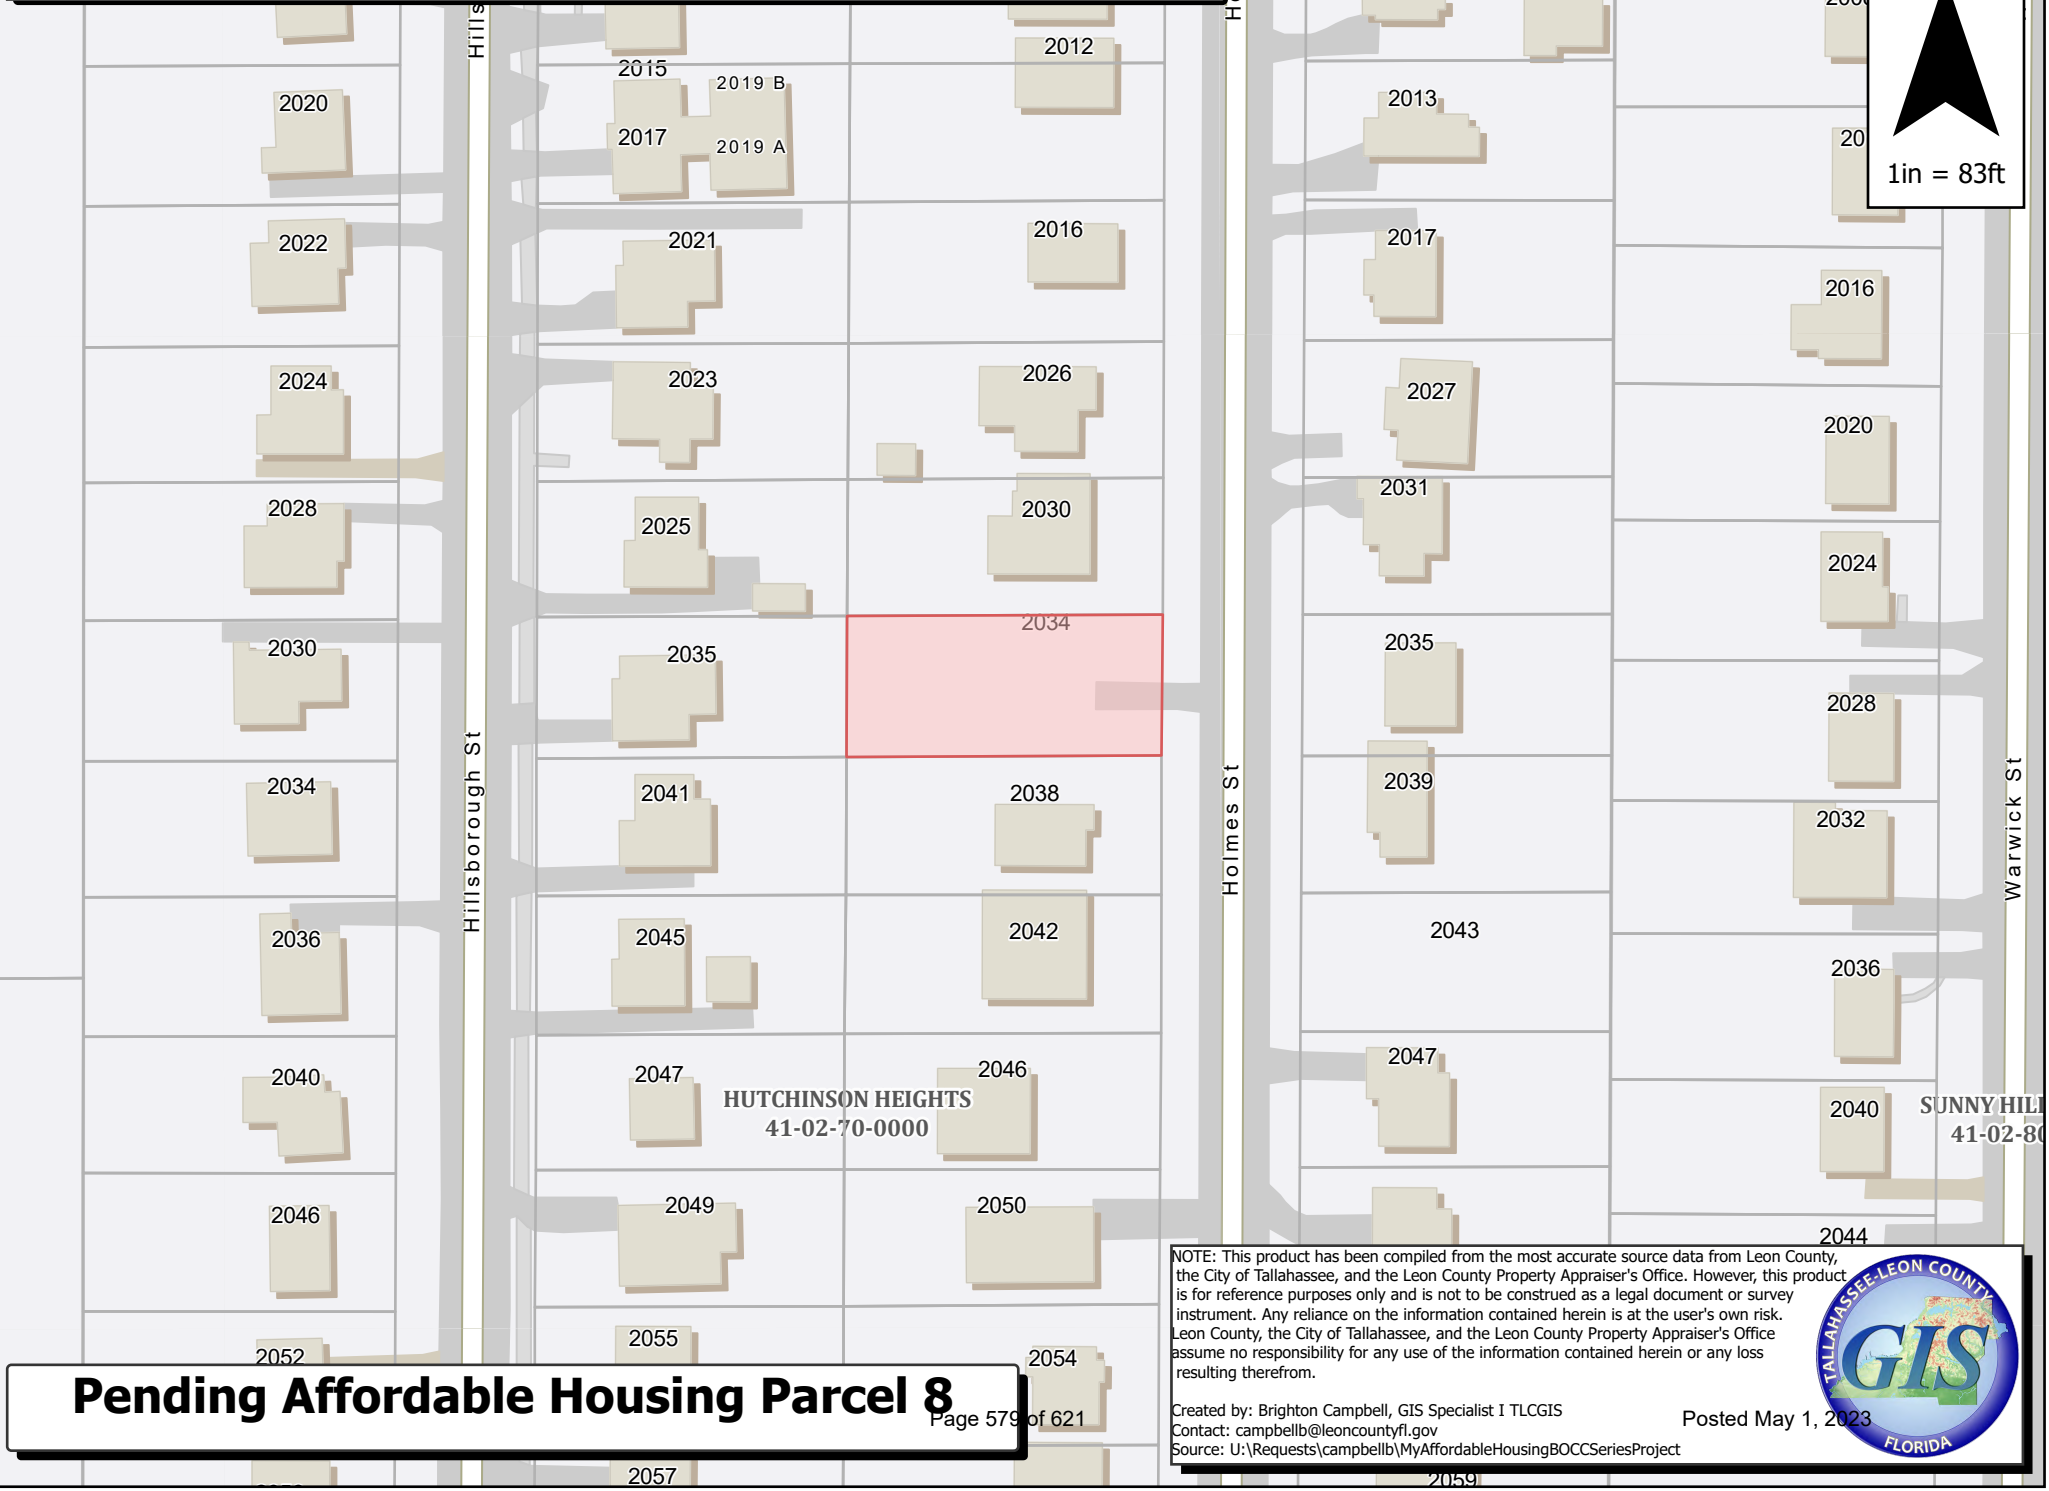 Hills
2012
2015
2019 B
2020
2013
2017
2019 A
1in = 83ft
2022
2021
2016
2017
2016
2024
2023
2026
2027
2020
2028
2025
2030
2031
2024
2030
2035
2034
2035
2028
Hillsborough St
Holmes St
Warwick St
2034
2041
2038
2039
2032
2036
2045
2042
2043
2036
2040
2047
HUTCHINSON HEIGHTS
41-02-70-0000
2046
2047
2040
SUNNY HIL
41-02-80
2046
2049
2050
2044
2052
2055
2054
2057
2059
NOTE: This product has been compiled from the most accurate source data from Leon County,
the City of Tallahassee, and the Leon County Property Appraiser's Office. However, this product
is for reference purposes only and is not to be construed as a legal document or survey
instrument. Any reliance on the information contained herein is at the user's own risk.
Leon County, the City of Tallahassee, and the Leon County Property Appraiser's Office
assume no responsibility for any use of the information contained herein or any loss
resulting therefrom.
Created by: Brighton Campbell, GIS Specialist I TLCGIS
Contact: campbellb@leoncountyfl.gov
Source: U:\Requests\campbellb\MyAffordableHousingBOCCSeriesProject
TALLAHASSEE-LEON COUNTY
GIS
FLORIDA
Pending Affordable Housing Parcel 8
Page 579 of 621
Posted May 1, 2023